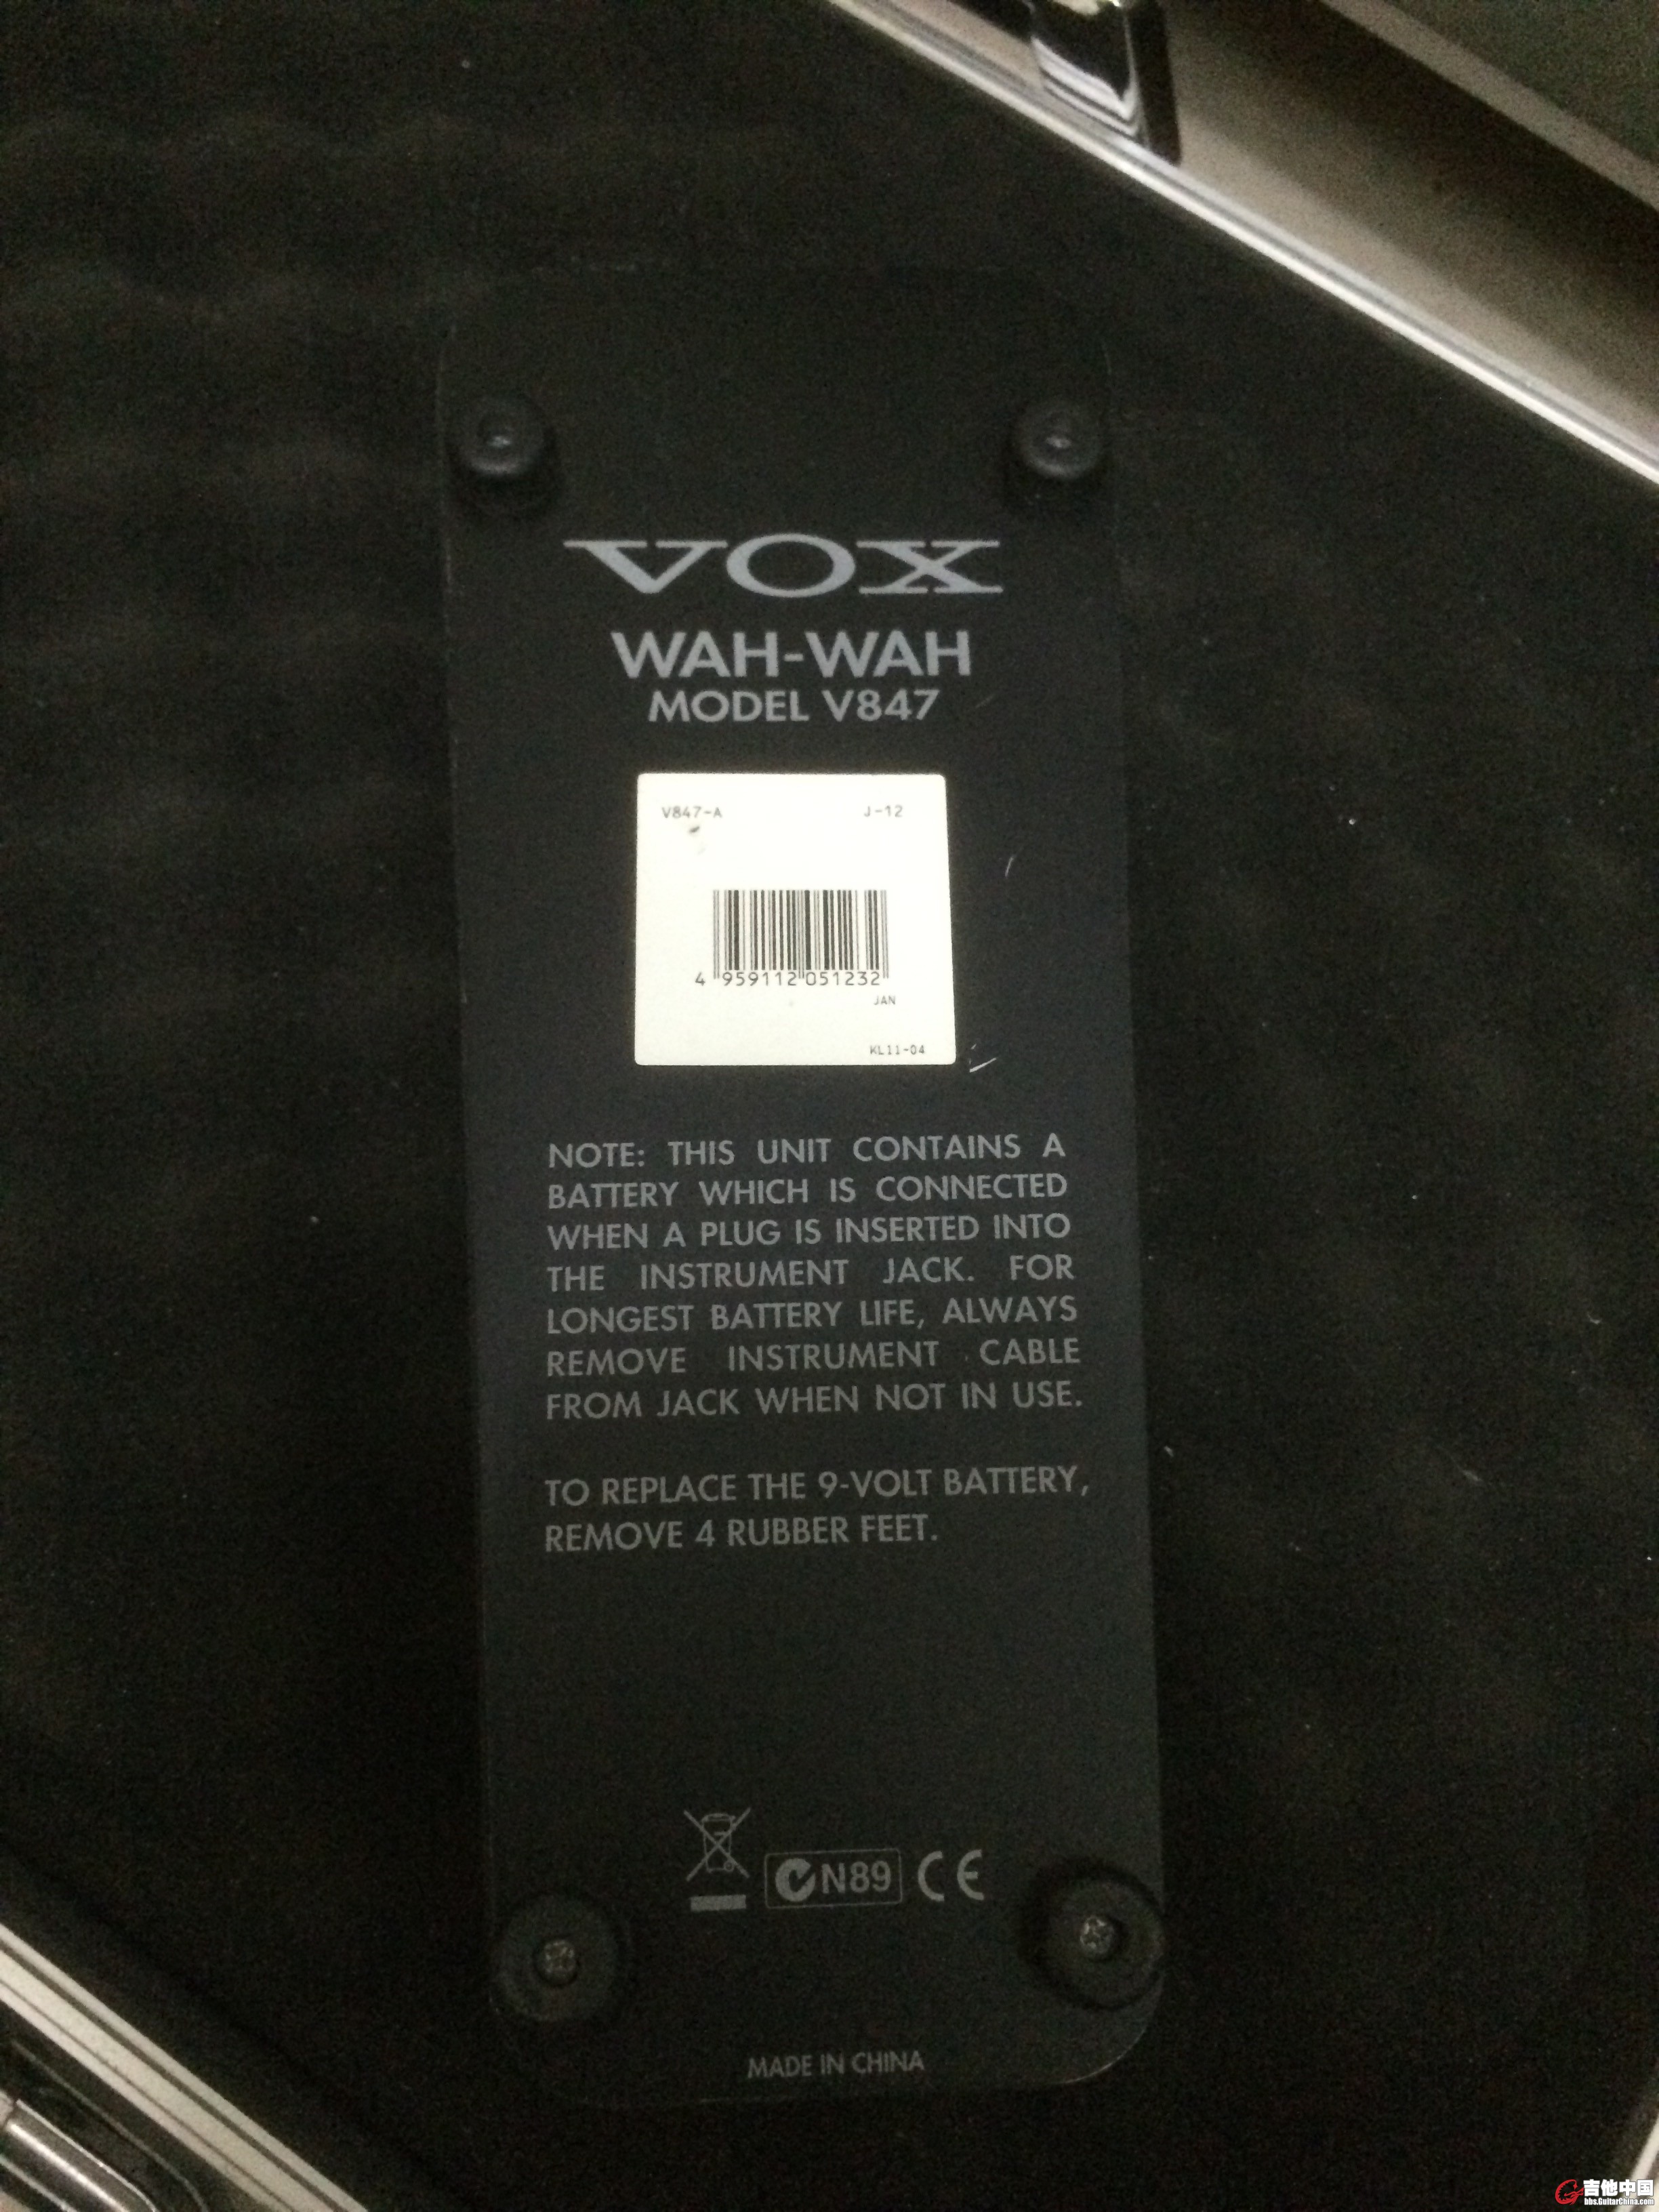 VOX
WAH-WAH
MODEL V847
V847-A J-12
4 959112 051232
JAN
KL11-04
NOTE: THIS UNIT CONTAINS A
BATTERY WHICH IS CONNECTED
WHEN A PLUG IS INSERTED INTO
THE INSTRUMENT JACK. FOR
LONGEST BATTERY LIFE, ALWAYS
REMOVE INSTRUMENT CABLE
FROM JACK WHEN NOT IN USE.
TO REPLACE THE 9-VOLT BATTERY,
REMOVE 4 RUBBER FEET.
N89 CE
MADE IN CHINA
吉他中国
bbs.GuitarChina.com